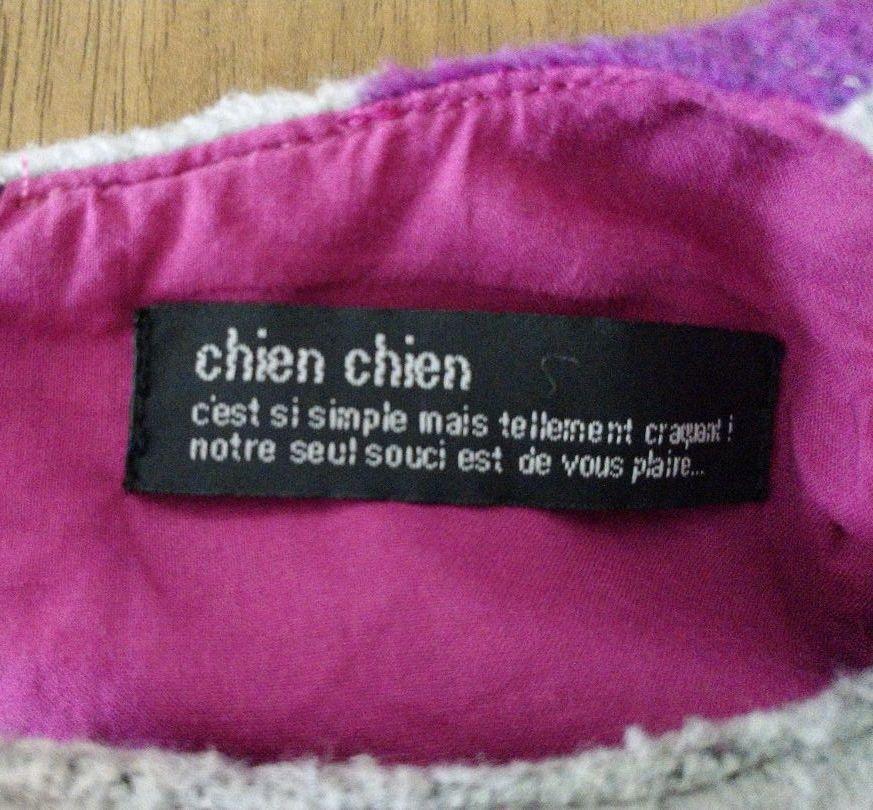 chien chien
c'est si simple mais tellement craquant !
notre seul souci est de vous plaire...